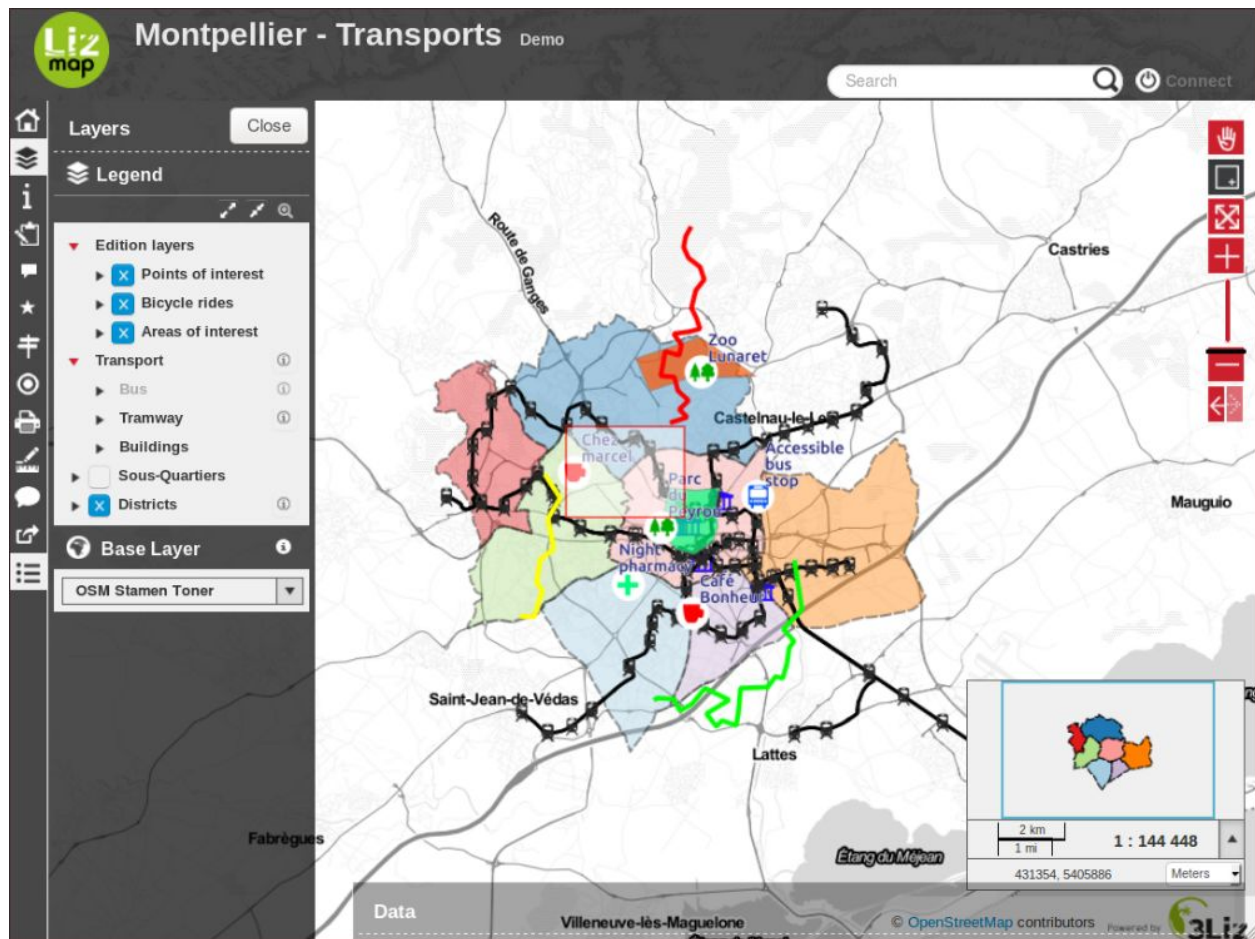 Liz
map
Montpellier - Transports Demo
Search
Connect
Layers
Close
Legend
Edition layers
Points of interest
Bicycle rides
Areas of interest
Transport
Bus
Tramway
Buildings
Sous-Quartiers
Districts
Base Layer
OSM Stamen Toner
Route de Ganges
Castries
Zoo
Lunaret
Castelnau-le-Le
Chez
marcel
Accessible
bus
stop
Parc
du
Peyrou
Mauguio
Night
pharmacy
Café
Bonheur
Saint-Jean-de-Védas
Lattes
Fabrègues
Étang du Méjean
2 km
1 mi
1 : 144 448
431354, 5405886
Meters
Data
Villeneuve-lès-Maguelone
© OpenStreetMap contributors
Powered by
3Liz